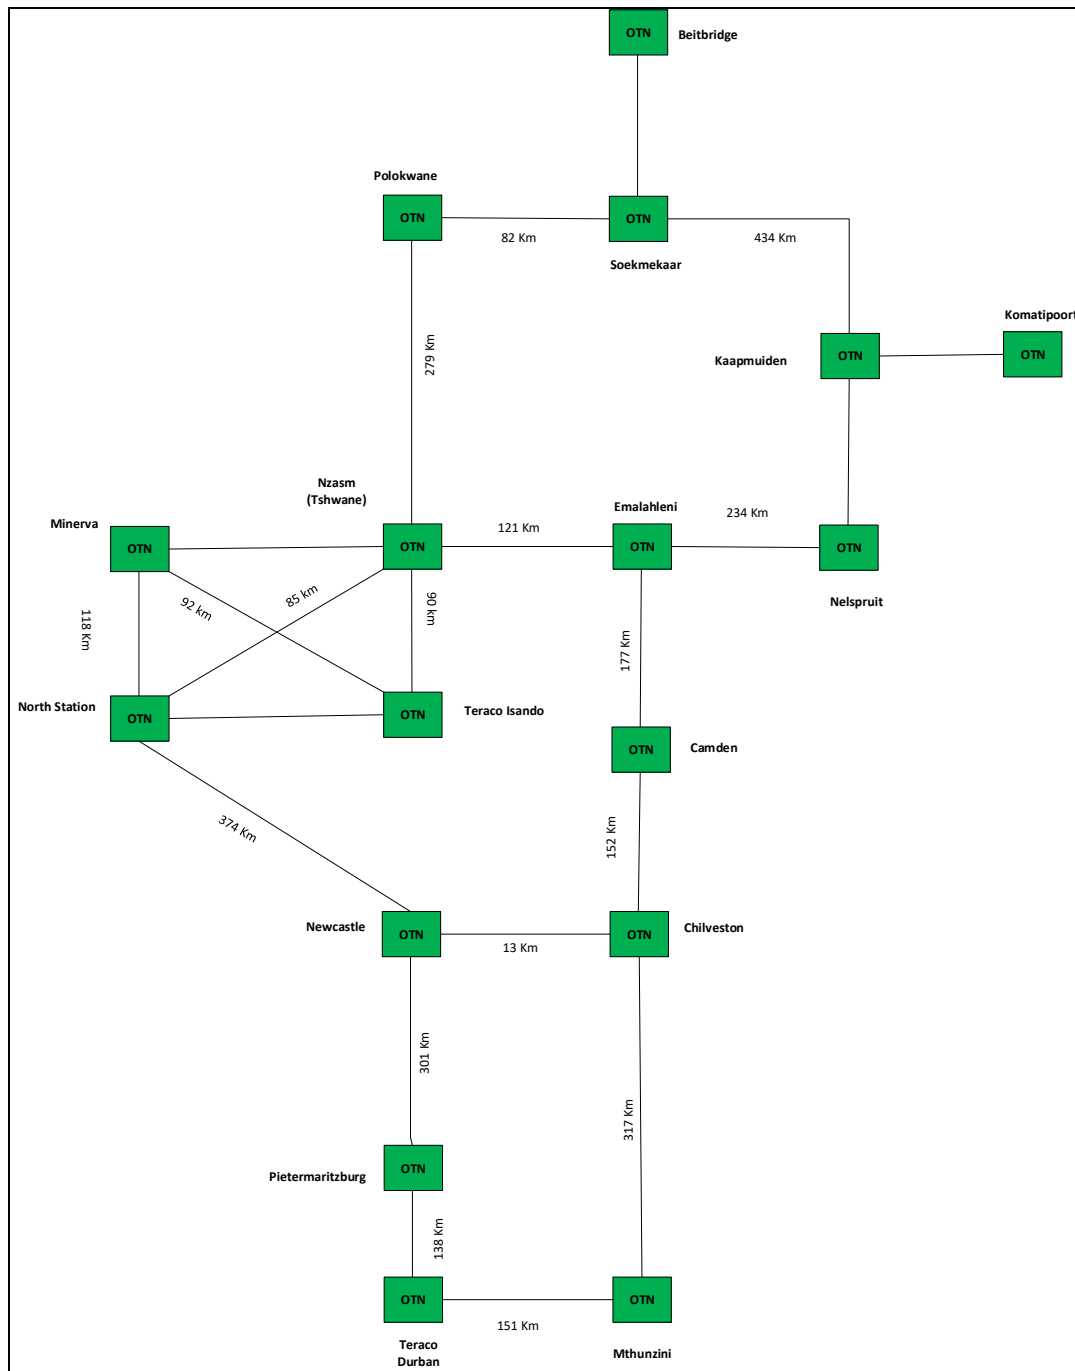 OTN
Beitbridge
Polokwane
OTN
82 Km
OTN
434 Km
Soekmekaar
279 Km
Komatipoort
Kaapmuiden
OTN
OTN
Nzasm
(Tshwane)
Minerva
OTN
OTN
121 Km
Emalahleni
OTN
234 Km
OTN
Nelspruit
118 Km
92 km
85 km
90 km
177 Km
North Station
OTN
OTN
Teraco Isando
OTN
Camden
374 Km
152 Km
Newcastle
OTN
13 Km
OTN
Chilveston
301 Km
317 Km
Pietermaritzburg
OTN
138 Km
OTN
151 Km
OTN
Teraco
Durban
Mthunzini